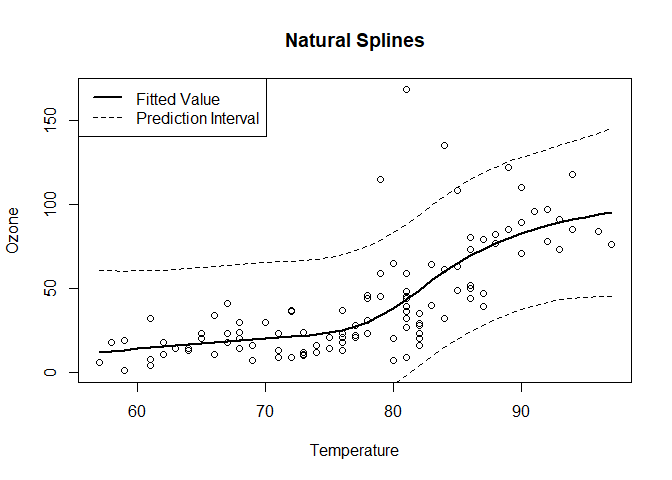 Natural Splines
Fitted Value
Prediction Interval
150
100
50
0
Ozone
60 70 80 90
Temperature